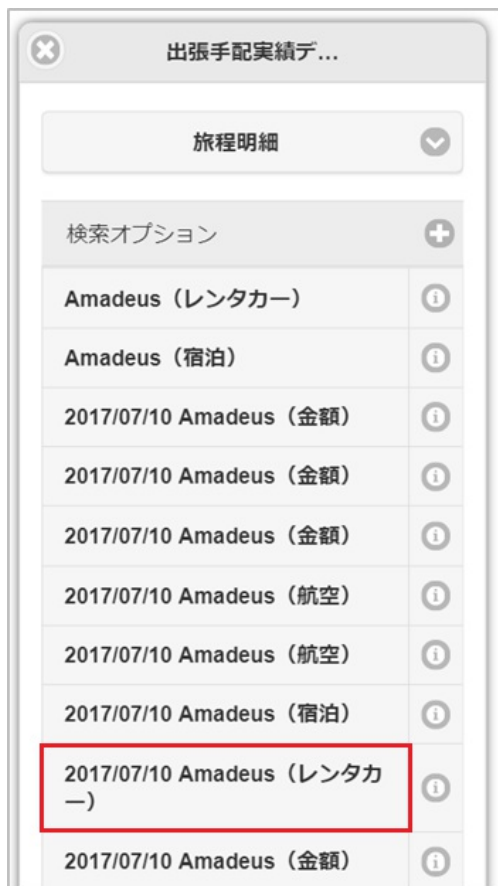 出張手配実績デ...
旅程明細
検索オプション
Amadeus（レンタカー）
Amadeus（宿泊）
2017/07/10 Amadeus（金額）
2017/07/10 Amadeus（金額）
2017/07/10 Amadeus（金額）
2017/07/10 Amadeus（航空）
2017/07/10 Amadeus（航空）
2017/07/10 Amadeus（宿泊）
2017/07/10 Amadeus（レンタカ
ー）
2017/07/10 Amadeus（金額）